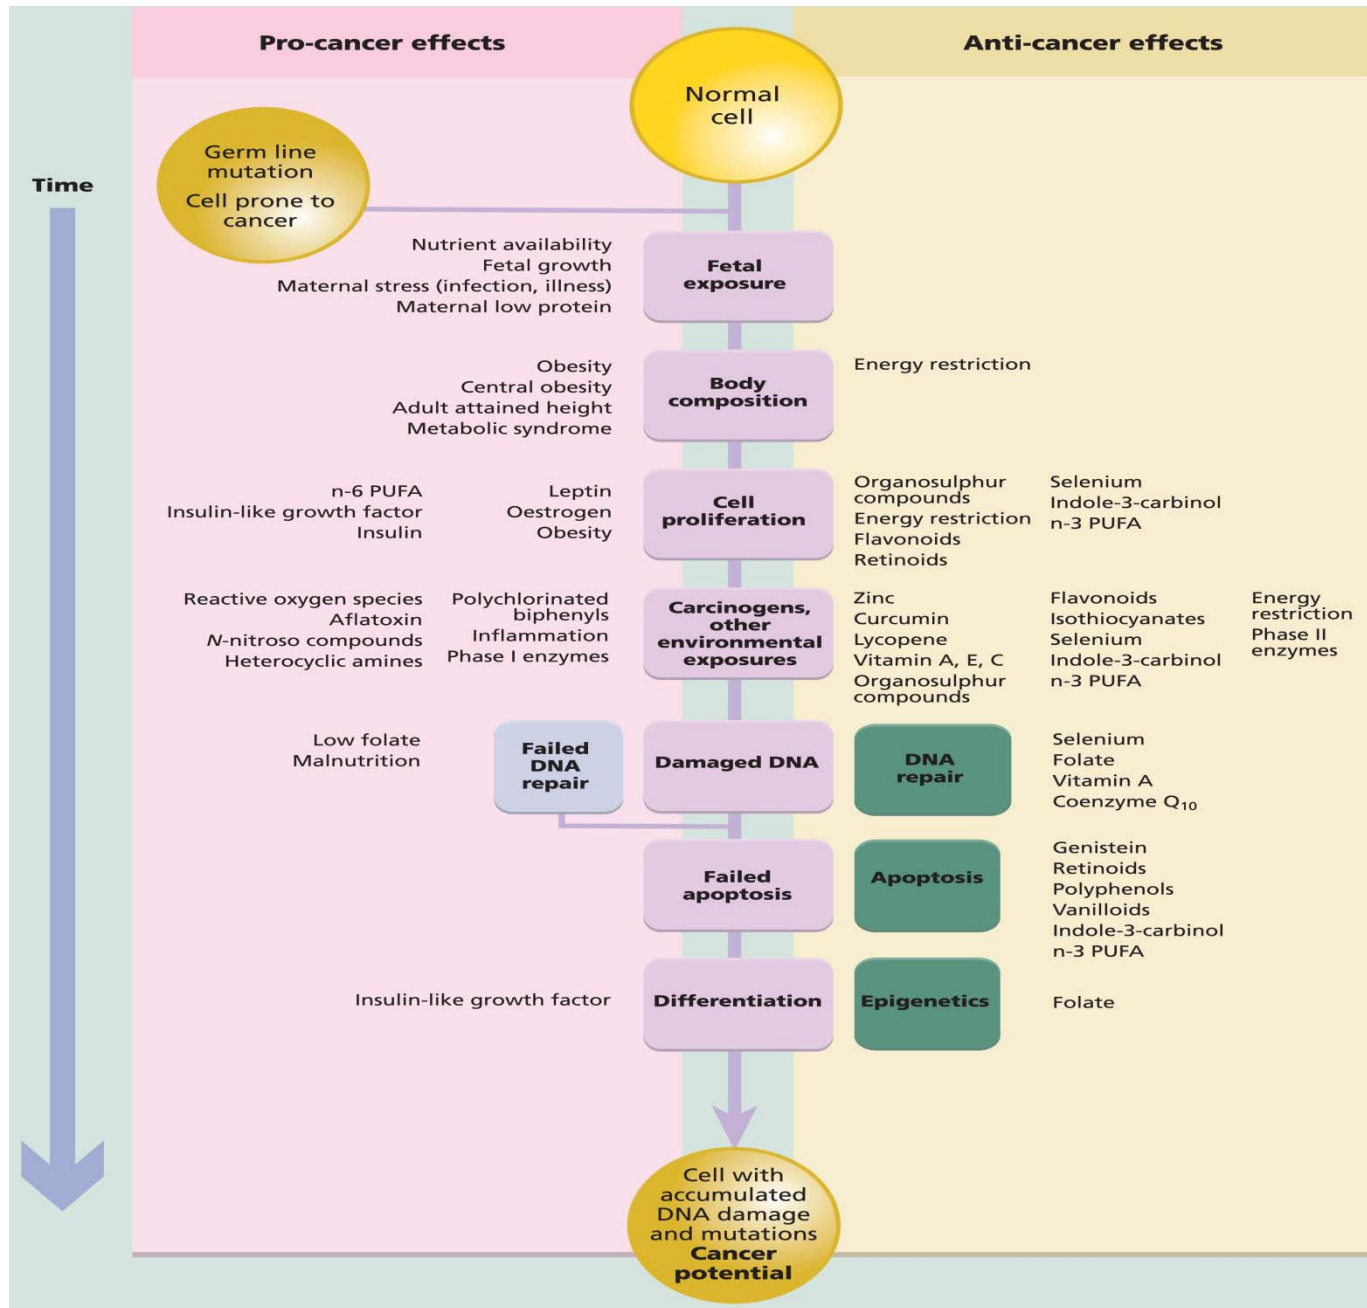 Pro-cancer effects
Anti-cancer effects
Normal
cell
Germ line
mutation
Cell prone to
cancer
Time
Nutrient availability
Fetal growth
Maternal stress (infection, illness)
Maternal low protein
Fetal
exposure
Obesity
Central obesity
Adult attained height
Metabolic syndrome
Body
composition
Energy restriction
n-6 PUFA
Insulin-like growth factor
Insulin
Leptin
Oestrogen
Obesity
Cell
proliferation
Organosulphur
compounds
Energy restriction
Flavonoids
Retinoids
Selenium
Indole-3-carbinol
n-3 PUFA
Reactive oxygen species
Aflatoxin
N-nitroso compounds
Heterocyclic amines
Polychlorinated
biphenyls
Inflammation
Phase I enzymes
Carcinogens,
other
environmental
exposures
Zinc
Curcumin
Lycopene
Vitamin A, E, C
Organosulphur
compounds
Flavonoids
Isothiocyanates
Selenium
Indole-3-carbinol
n-3 PUFA
Energy
restriction
Phase II
enzymes
Low folate
Malnutrition
Failed
DNA
repair
Damaged DNA
DNA
repair
Selenium
Folate
Vitamin A
Coenzyme Q₁₀
Failed
apoptosis
Apoptosis
Genistein
Retinoids
Polyphenols
Vanilloids
Indole-3-carbinol
n-3 PUFA
Insulin-like growth factor
Differentiation
Epigenetics
Folate
Cell with
accumulated
DNA damage
and mutations
Cancer
potential